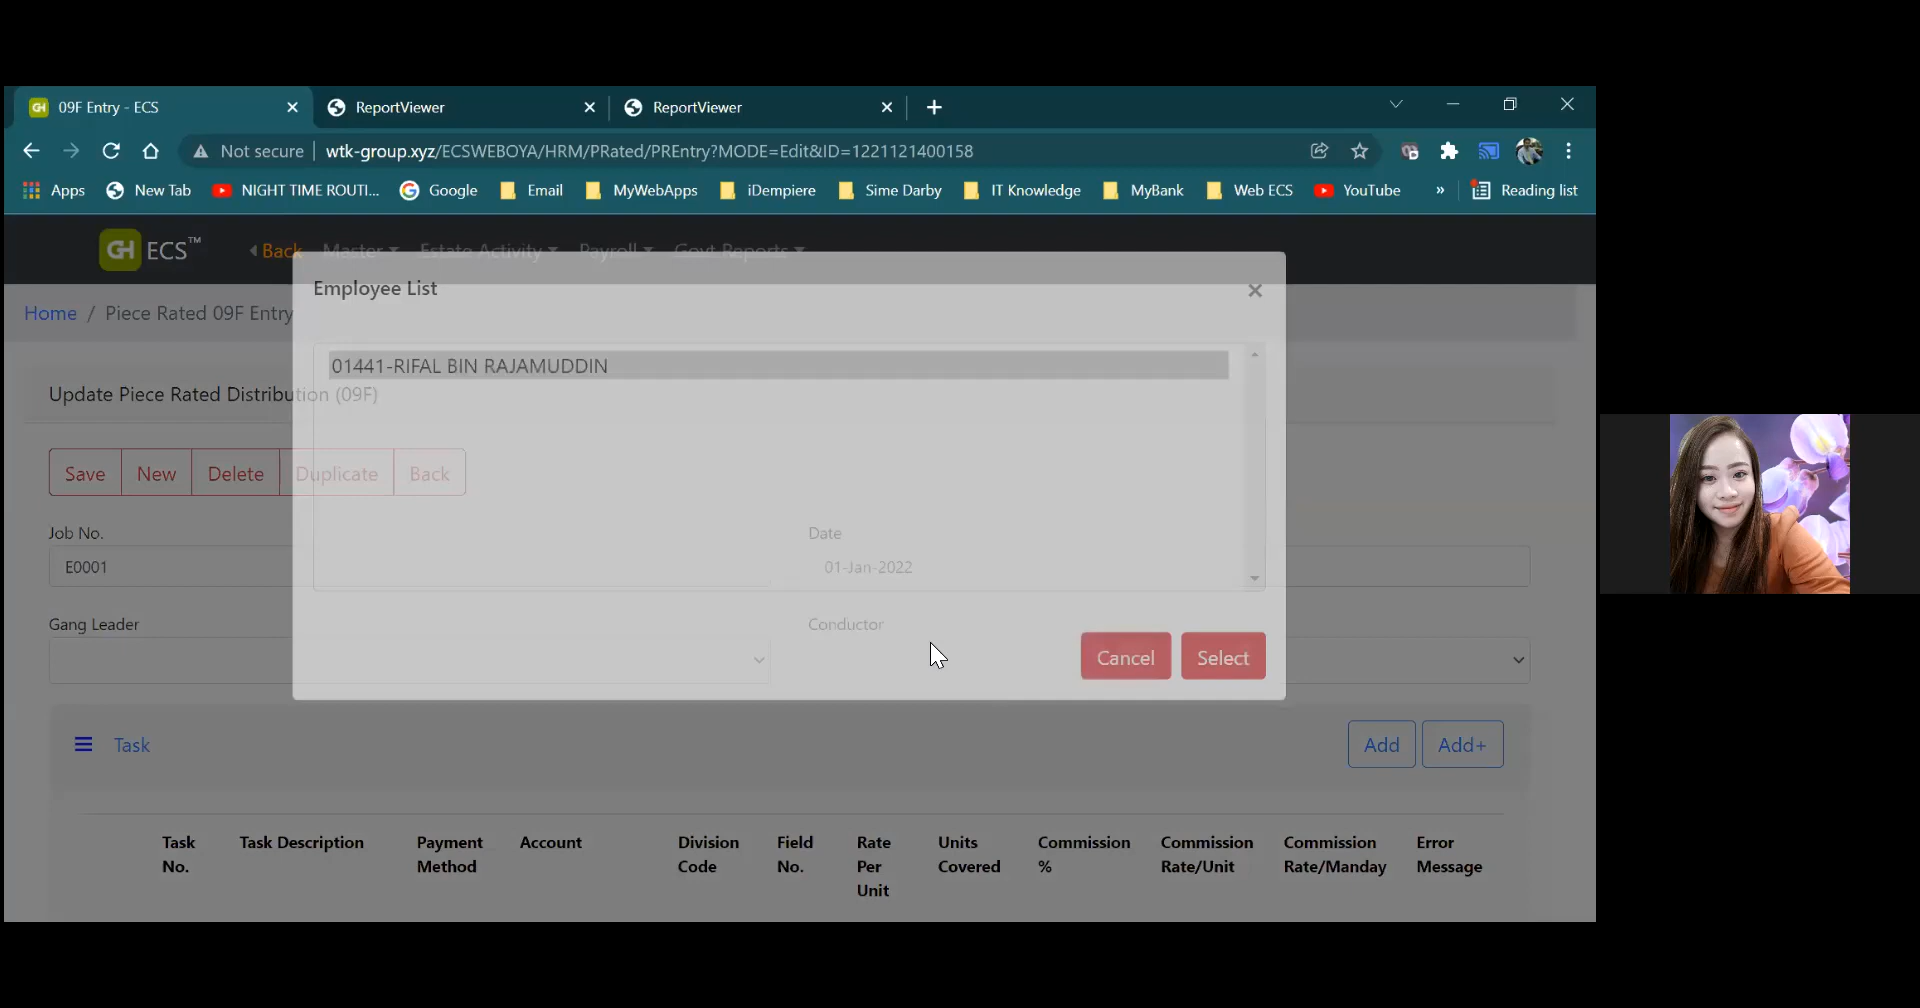 09F Entry - ECS
ReportViewer
ReportViewer
Not secure
wtk-group.xyz/ECSWEBOYA/HRM/PRated/PREntry?MODE=Edit&ID=1221121400158
Apps
New Tab
NIGHT TIME ROUTI...
Google
Email
MyWebApps
iDempiere
Sime Darby
IT Knowledge
MyBank
Web ECS
YouTube
»
Reading list
GH ECS™
Back
Master
Estate Activity
Payroll
Govt Reports
Employee List
Home / Piece Rated 09F Entry
01441-RIFAL BIN RAJAMUDDIN
Update Piece Rated Distribution (09F)
Save
New
Delete
Duplicate
Back
Job No.
Date
E0001
01-Jan-2022
Gang Leader
Conductor
Cancel
Select
Task
Add
Add+
Task No.
Task Description
Payment Method
Account
Division Code
Field No.
Rate Per Unit
Units Covered
Commission %
Commission Rate/Unit
Commission Rate/Manday
Error Message